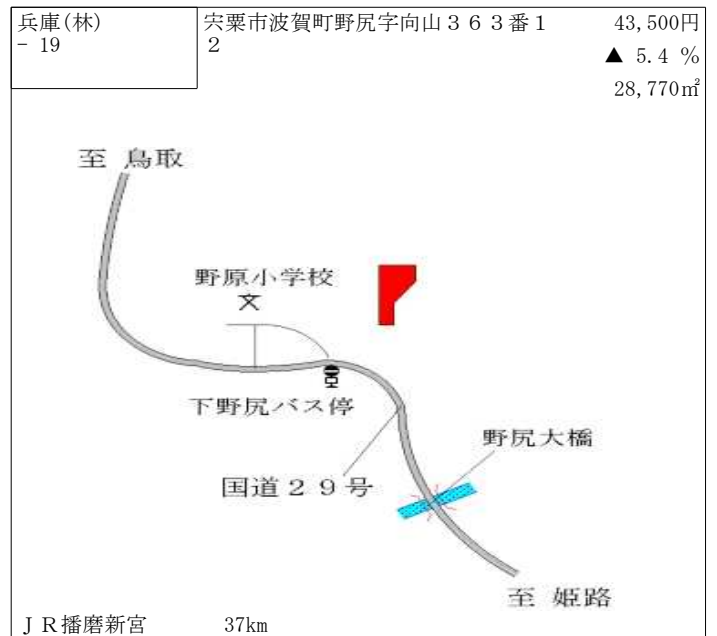 兵庫(林)
- 19
宍粟市波賀町野尻字向山３６３番１
２
43,500円
▲ 5.4 %
28,770㎡
至 鳥取
野原小学校
文
下野尻バス停
野尻大橋
国道２９号
至 姫路
ＪＲ播磨新宮 37km